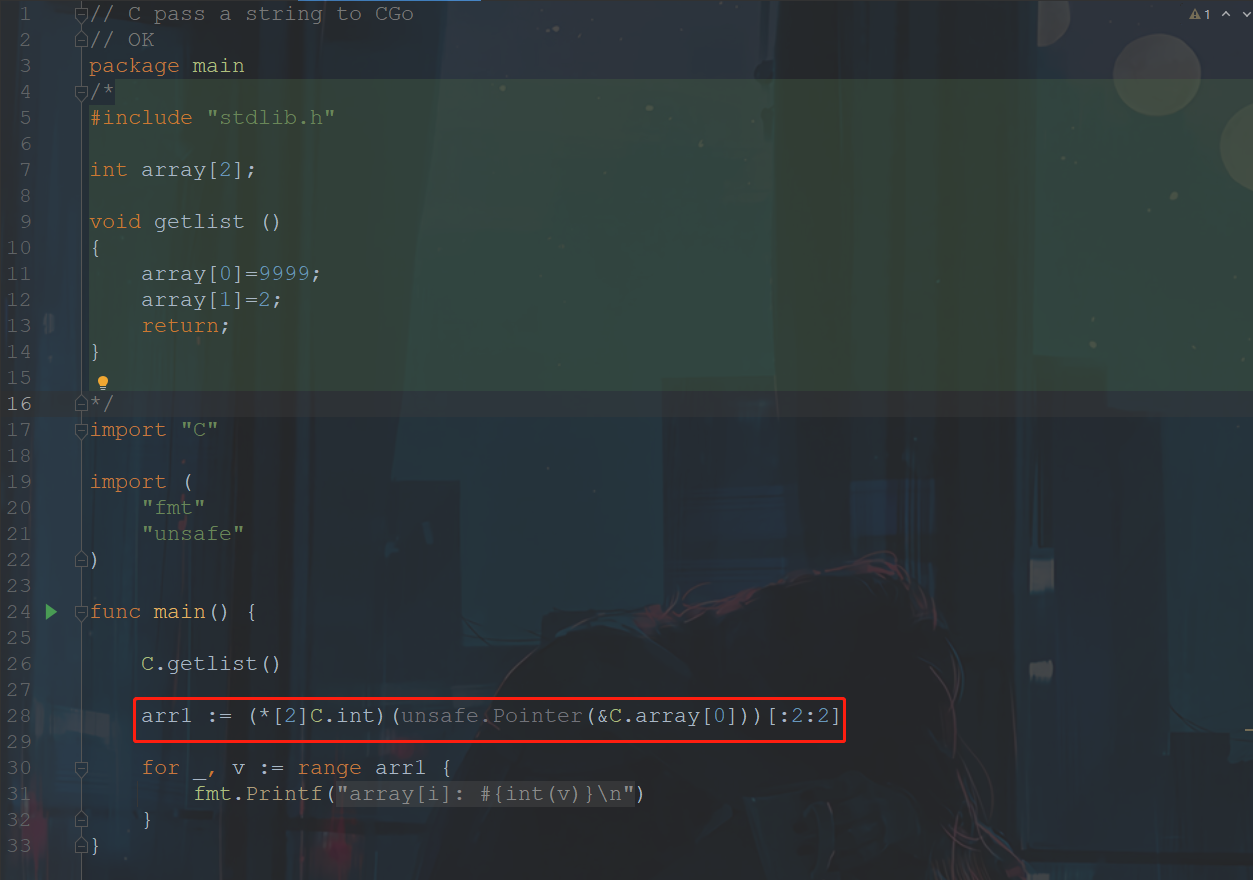 1 // C pass a string to CGo
2 // OK
3 package main
4 /*
5 #include "stdlib.h"
6
7 int array[2];
8
9 void getlist ()
10 {
11     array[0]=9999;
12     array[1]=2;
13     return;
14 }
15
16 */
17 import "C"
18
19 import (
20     "fmt"
21     "unsafe"
22 )
23
24 func main() {
25
26     C.getlist()
27
28     arr1 := (*[2]C.int)(unsafe.Pointer(&C.array[0]))[:2:2]
29
30     for _, v := range arr1 {
31         fmt.Printf("array[i]: #{int(v)}\n")
32     }
33 }
1